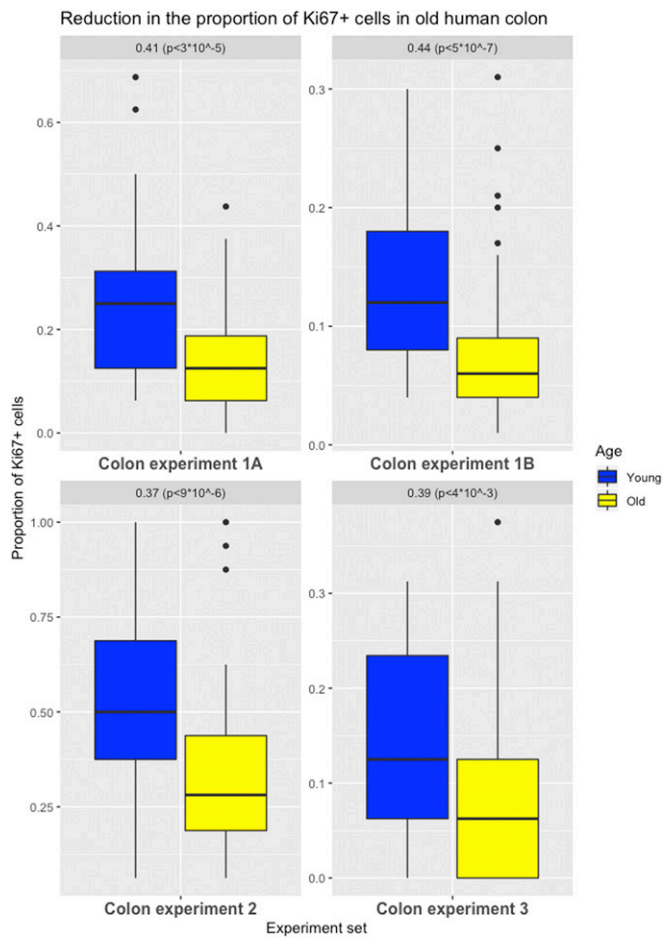 Reduction in the proportion of Ki67+ cells in old human colon
0.41 (p<3*10^-5)
0.44 (p<5*10^-7)
0.6
0.4
0.2
0.0
0.3
0.2
0.1
0.0
Colon experiment 1A
Colon experiment 1B
Proportion of Ki67+ cells
0.37 (p<9*10^-6)
0.39 (p<4*10^-3)
1.00
0.75
0.50
0.25
0.3
0.2
0.1
0.0
Colon experiment 2
Colon experiment 3
Experiment set
Age
Young
Old